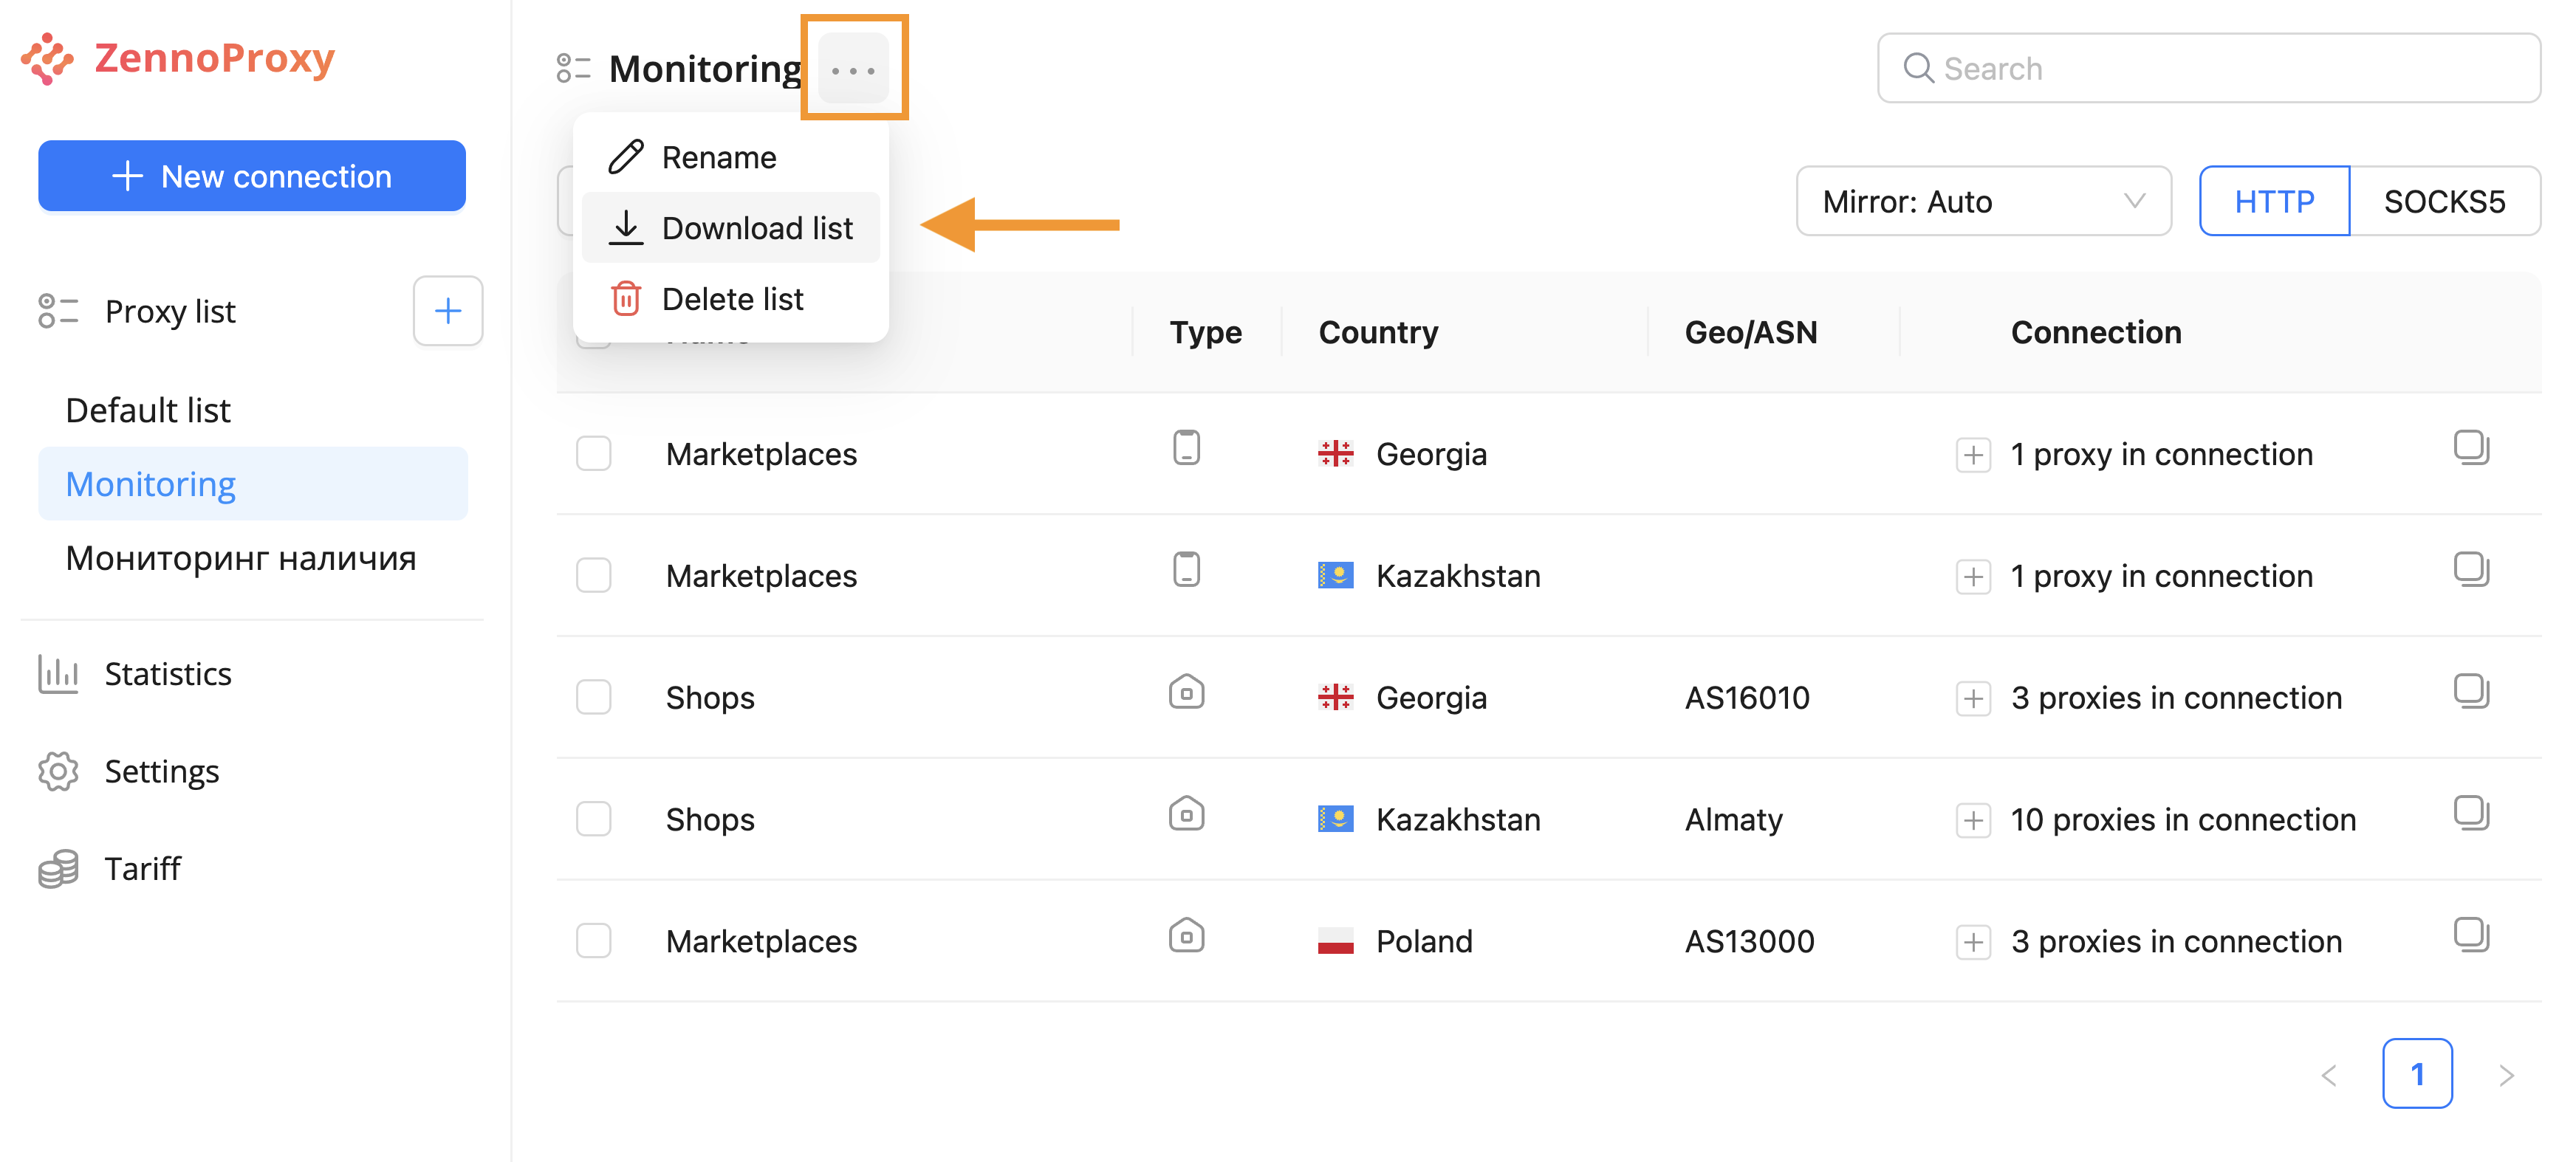 ZennoProxy
New connection
Proxy list
Default list
Monitoring
Мониторинг наличия
Statistics
Settings
Tariff
Monitoring
Search
Rename
Download list
Delete list
Mirror: Auto
HTTP
SOCKS5
Type Country Geo/ASN Connection
Marketplaces Georgia 1 proxy in connection
Marketplaces Kazakhstan 1 proxy in connection
Shops Georgia AS16010 3 proxies in connection
Shops Kazakhstan Almaty 10 proxies in connection
Marketplaces Poland AS13000 3 proxies in connection
1